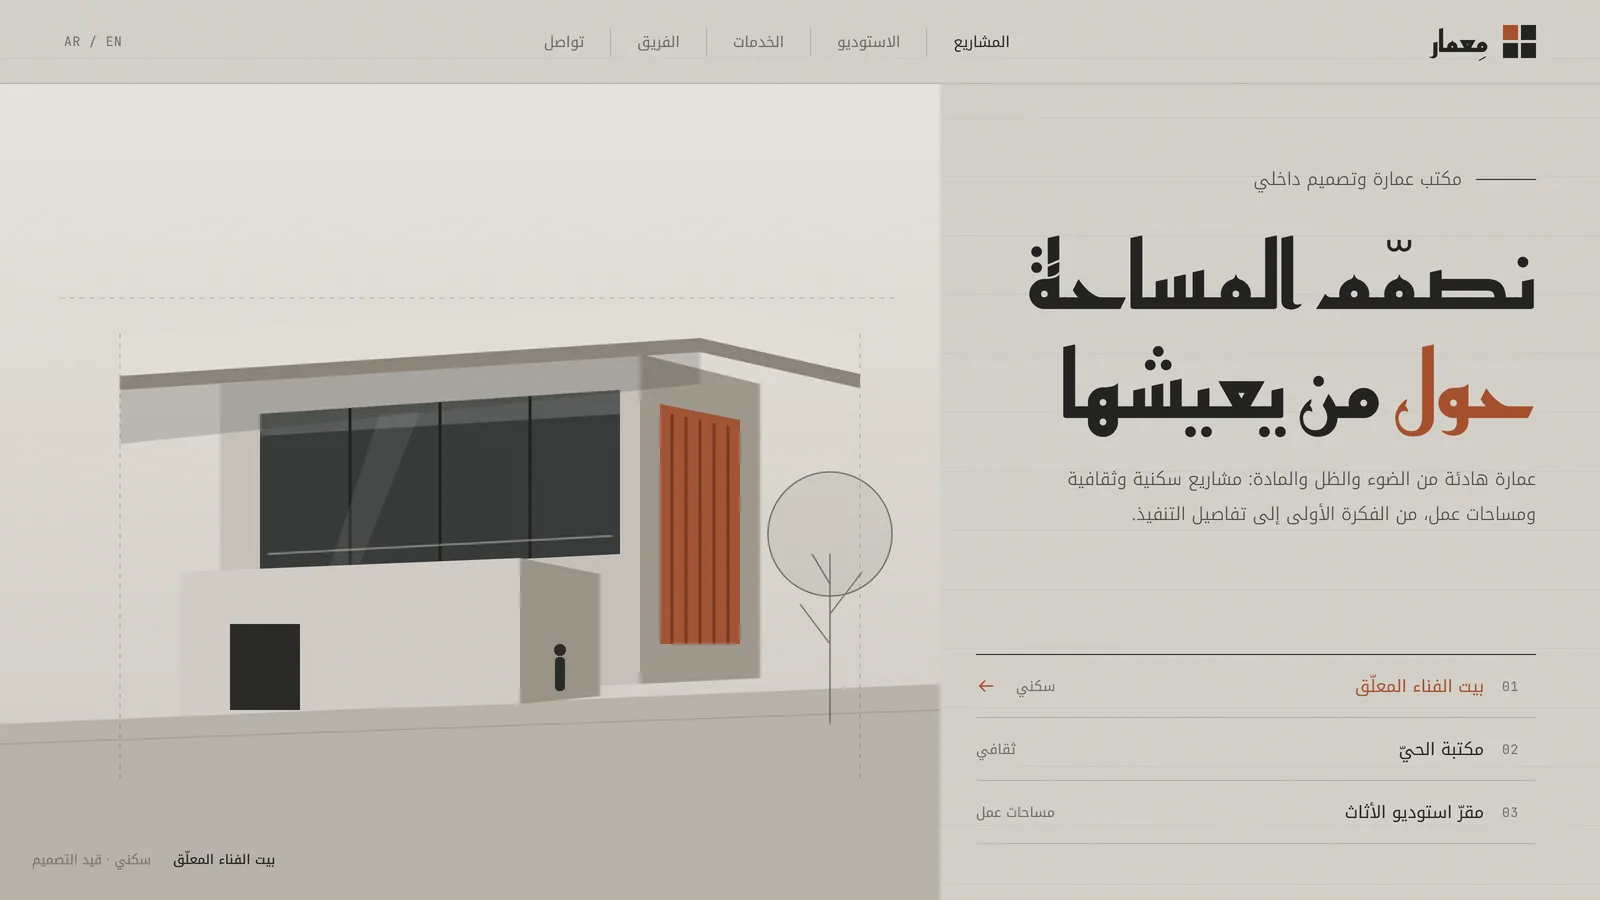 مِعمار
المشاريع
الاستوديو
الخدمات
الفريق
تواصل
AR / EN
مكتب عمارة وتصميم داخلي
نصمّم المساحة
حول من يعيشها
عمارة هادئة من الضوء والظل والمادة: مشاريع سكنية وثقافية
ومساحات عمل، من الفكرة الأولى إلى تفاصيل التنفيذ.
01 بيت الفناء المعلّق سكني ←
02 مكتبة الحيّ ثقافي
03 مقرّ استوديو الأثاث مساحات عمل
بيت الفناء المعلّق سكني · قيد التصميم